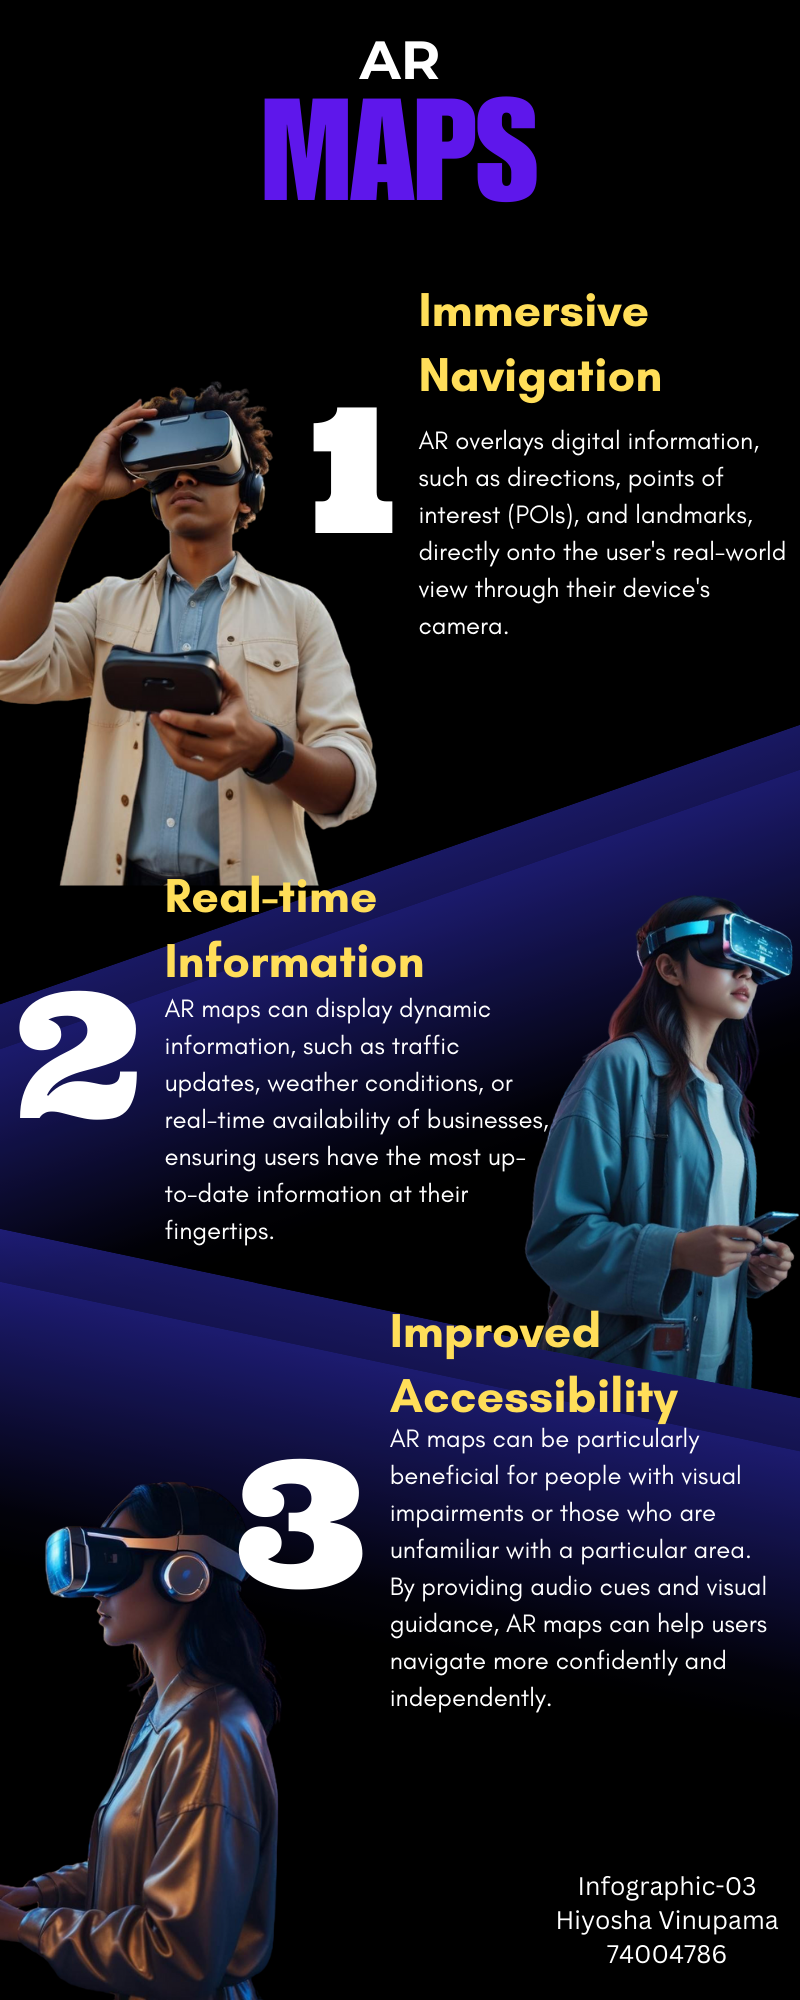 AR
MAPS
Immersive
Navigation
1
AR overlays digital information,
such as directions, points of
interest (POIs), and landmarks,
directly onto the user's real-world
view through their device's
camera.
Real-time
Information
2
AR maps can display dynamic
information, such as traffic
updates, weather conditions, or
real-time availability of businesses,
ensuring users have the most up-
to-date information at their
fingertips.
Improved
Accessibility
3
AR maps can be particularly
beneficial for people with visual
impairments or those who are
unfamiliar with a particular area.
By providing audio cues and visual
guidance, AR maps can help users
navigate more confidently and
independently.
Infographic-03
Hiyosha Vinupama
74004786